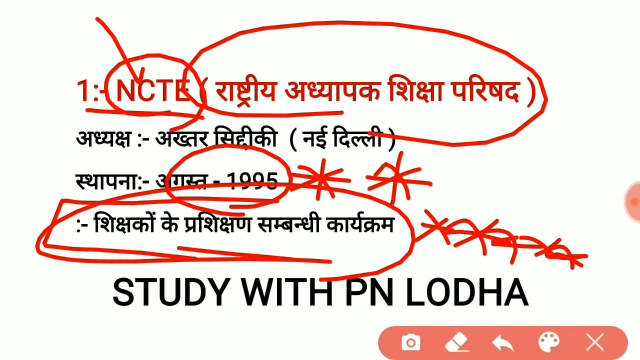 1:- NCTE ( राष्ट्रीय अध्यापक शिक्षा परिषद )
अध्यक्ष :- अख्तर सिद्दीकी ( नई दिल्ली )
स्थापना:- अगस्त - 1995
:- शिक्षकों के प्रशिक्षण सम्बन्धी कार्यक्रम
STUDY WITH PN LODHA